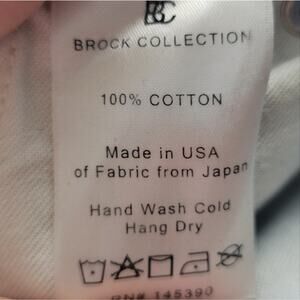 BC
BROCK COLLECTION
100% COTTON
Made in USA
of Fabric from Japan
Hand Wash Cold
Hang Dry
RN# 145390